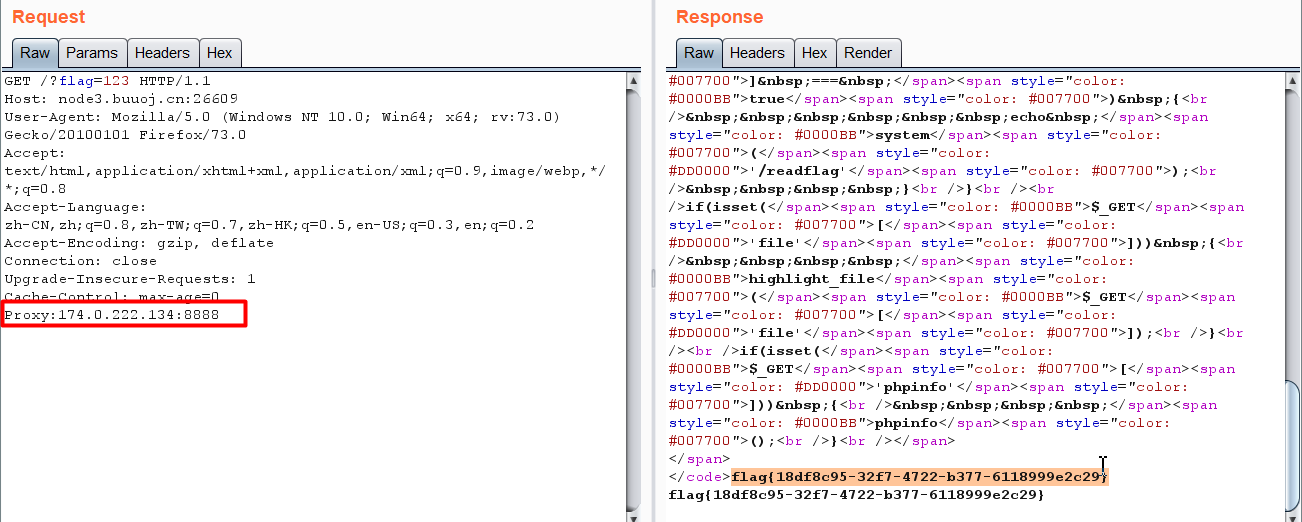 Request
Raw Params Headers Hex
GET /?flag=123 HTTP/1.1
Host: node3.buuoj.cn:26609
User-Agent: Mozilla/5.0 (Windows NT 10.0; Win64; x64; rv:73.0)
Gecko/20100101 Firefox/73.0
Accept:
text/html,application/xhtml+xml,application/xml;q=0.9,image/webp,*/
*;q=0.8
Accept-Language:
zh-CN,zh;q=0.8,zh-TW;q=0.7,zh-HK;q=0.5,en-US;q=0.3,en;q=0.2
Accept-Encoding: gzip, deflate
Connection: close
Upgrade-Insecure-Requests: 1
Cache-Control: max-age=0
Proxy:174.0.222.134:8888
Response
Raw Headers Hex Render
#007700">]&nbsp;===&nbsp;</span><span style="color:
#0000BB">true</span><span style="color: #007700">)&nbsp;{<br
/>&nbsp;&nbsp;&nbsp;&nbsp;&nbsp;&nbsp;echo&nbsp;</span><span
style="color: #0000BB">system</span><span style="color:
#007700">(</span><span style="color:
#DD0000">'/readflag'</span><span style="color: #007700">);<br
/>&nbsp;&nbsp;&nbsp;&nbsp;}<br />}<br /><br
/>if(isset(</span><span style="color: #0000BB">$_GET</span><span
style="color: #007700">[</span><span style="color:
#DD0000">'file'</span><span style="color: #007700">]))&nbsp;{<br
/>&nbsp;&nbsp;&nbsp;&nbsp;</span><span style="color:
#0000BB">highlight_file</span><span style="color:
#007700">(</span><span style="color: #0000BB">$_GET</span><span
style="color: #007700">[</span><span style="color:
#DD0000">'file'</span><span style="color: #007700">]);<br />}<br
/><br />if(isset(</span><span style="color:
#0000BB">$_GET</span><span style="color: #007700">[</span><span
style="color: #DD0000">'phpinfo'</span><span style="color:
#007700">]))&nbsp;{<br />&nbsp;&nbsp;&nbsp;&nbsp;</span><span
style="color: #0000BB">phpinfo</span><span style="color:
#007700">();<br />}<br /></span>
</span>
</code>flag{18df8c95-32f7-4722-b377-6118999e2c29}
flag{18df8c95-32f7-4722-b377-6118999e2c29}